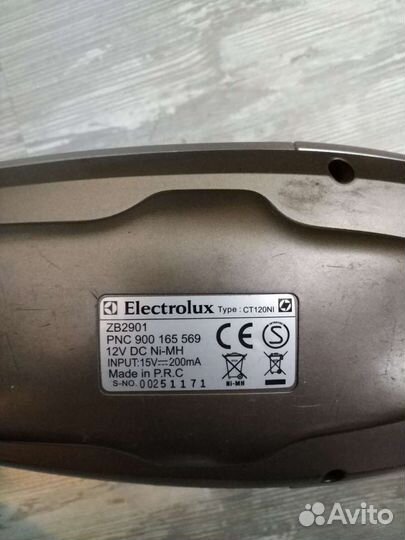 Electrolux Type : CT120NI
ZB2901
PNC 900 165 569
12V DC Ni-MH
INPUT:15V⎓200mA
Made in P.R.C
S-NO. 00251171
CE
S
Ni-MH
Avito